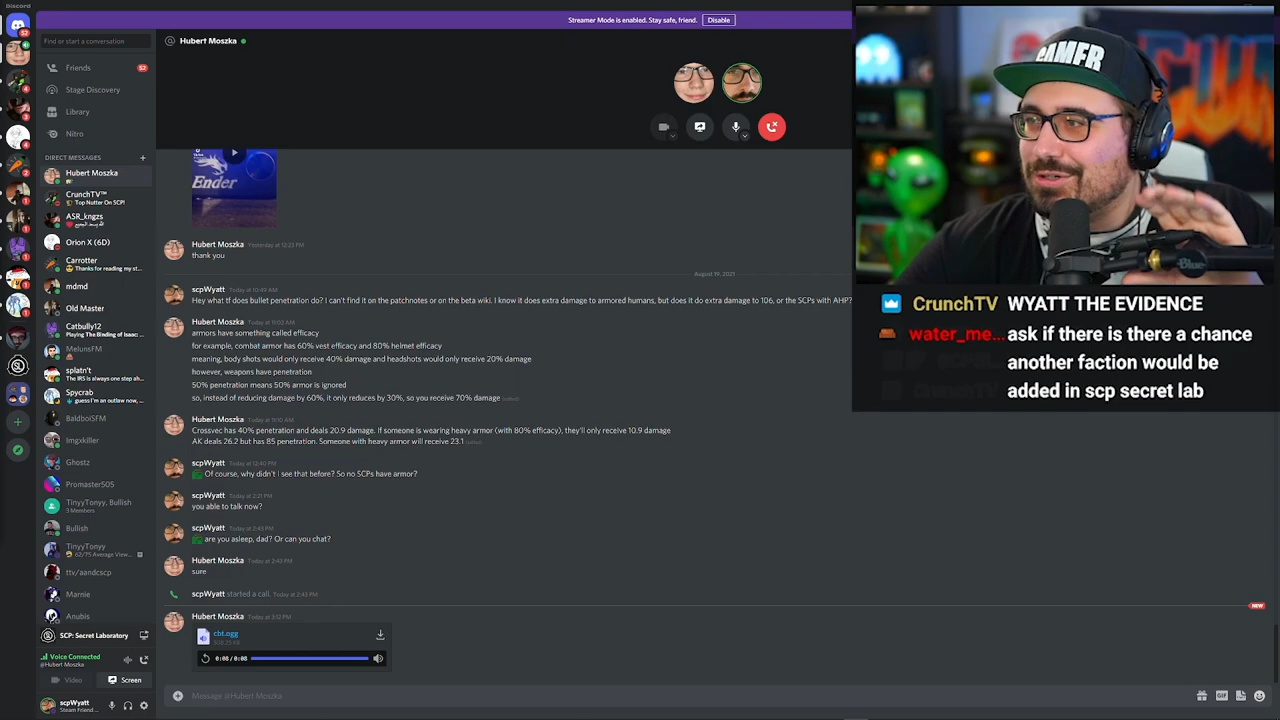 Discord
Streamer Mode is enabled. Stay safe, friend. Disable
Find or start a conversation
Hubert Moszka
Friends 52
Stage Discovery
Library
Nitro
DIRECT MESSAGES
Hubert Moszka
CrunchTV™
Top Nutter On SCP!
ASR_kngzs
Orion X (6D)
Carrotter
Thanks for reading my st...
mdmd
Old Master
Catbully12
Playing The Binding of Isaac:
MelunsFM
splatn't
The IRS is always one step ah...
Spycrab
guess I'm an outlaw now,
BaldboiSFM
Imgxkiller
Ghostz
Promaster505
TinyyTonyy, Bullish
3 Members
Bullish
TinyyTonyy
62/75 Average View...
ttv/aandcscp
Marnie
Anubis
SCP: Secret Laboratory
Voice Connected
@Hubert Moszka
Video Screen
scpWyatt
Steam Friend
Ender
Hubert Moszka Yesterday at 12:23 PM
thank you
August 19, 2021
scpWyatt Today at 10:49 AM
Hey what tf does bullet penetration do? I can't find it on the patchnotes or on the beta wiki. I know it does extra damage to armored humans, but does it do extra damage to 106, or the SCPs with AHP?
Hubert Moszka Today at 11:02 AM
armors have something called efficacy
for example, combat armor has 60% vest efficacy and 80% helmet efficacy
meaning, body shots would only receive 40% damage and headshots would only receive 20% damage
however, weapons have penetration
50% penetration means 50% armor is ignored
so, instead of reducing damage by 60%, it only reduces by 30%, so you receive 70% damage (edited)
Hubert Moszka Today at 11:10 AM
Crossvec has 40% penetration and deals 20.9 damage. If someone is wearing heavy armor (with 80% efficacy), they'll only receive 10.9 damage
AK deals 26.2 but has 85 penetration. Someone with heavy armor will receive 23.1 (edited)
scpWyatt Today at 12:40 PM
Of course, why didn't I see that before? So no SCPs have armor?
scpWyatt Today at 2:21 PM
you able to talk now?
scpWyatt Today at 2:43 PM
are you asleep, dad? Or can you chat?
Hubert Moszka Today at 2:43 PM
sure
scpWyatt started a call. Today at 2:43 PM
NEW
Hubert Moszka Today at 3:12 PM
cbt.ogg
0:08/0:08
Message @Hubert Moszka
GIF
GAMER
Blue
CrunchTV WYATT THE EVIDENCE
water_me... ask if there is there a chance
another faction would be
added in scp secret lab